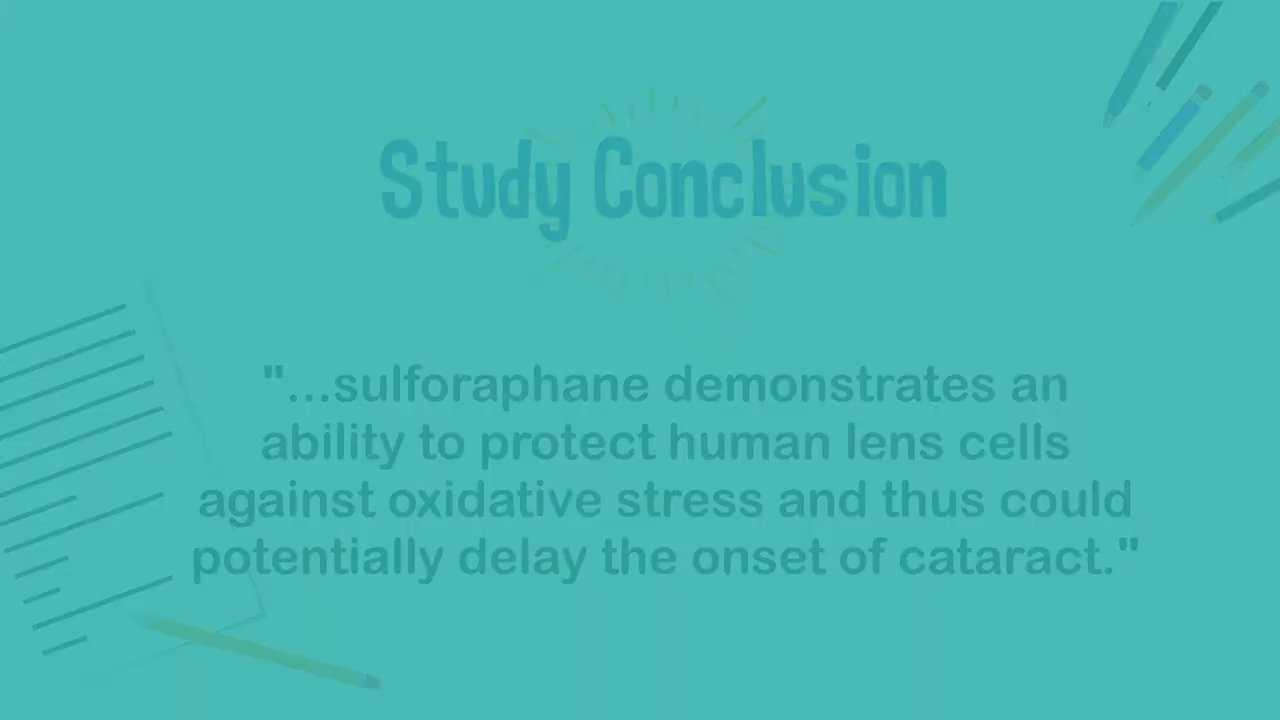 Study Conclusion
"...sulforaphane demonstrates an
ability to protect human lens cells
against oxidative stress and thus could
potentially delay the onset of cataract."